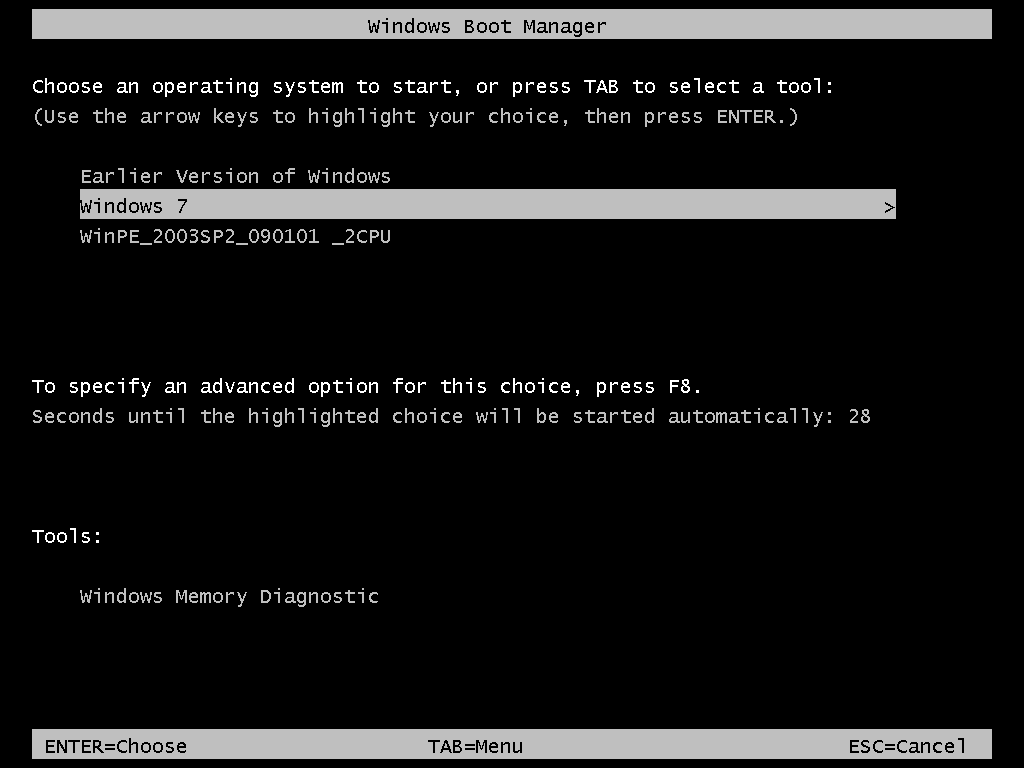 Windows Boot Manager
Choose an operating system to start, or press TAB to select a tool:
(Use the arrow keys to highlight your choice, then press ENTER.)
Earlier Version of Windows
Windows 7 >
WinPE_2003SP2_090101 _2CPU
To specify an advanced option for this choice, press F8.
Seconds until the highlighted choice will be started automatically: 28
Tools:
Windows Memory Diagnostic
ENTER=Choose TAB=Menu ESC=Cancel